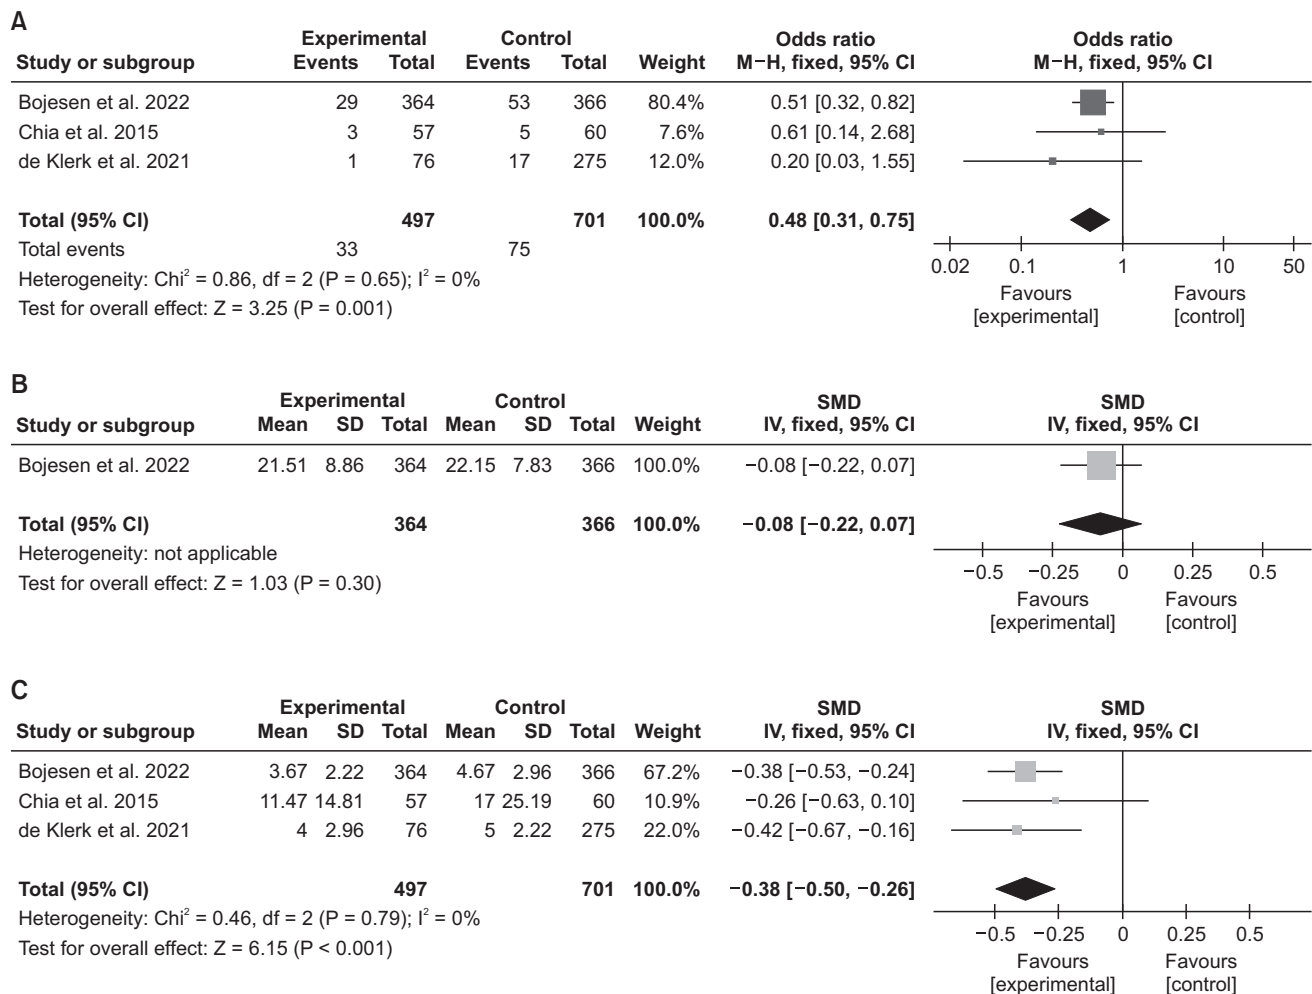 A
Experimental Control Odds ratio Odds ratio
Study or subgroup Events Total Events Total Weight M−H, fixed, 95% CI M−H, fixed, 95% CI
Bojesen et al. 2022 29 364 53 366 80.4% 0.51 [0.32, 0.82]
Chia et al. 2015 3 57 5 60 7.6% 0.61 [0.14, 2.68]
de Klerk et al. 2021 1 76 17 275 12.0% 0.20 [0.03, 1.55]
Total (95% CI) 497 701 100.0% 0.48 [0.31, 0.75]
Total events 33 75
Heterogeneity: Chi² = 0.86, df = 2 (P = 0.65); I² = 0%
Test for overall effect: Z = 3.25 (P = 0.001)
0.02 0.1 1 10 50
Favours Favours
[experimental] [control]
B
Experimental Control SMD SMD
Study or subgroup Mean SD Total Mean SD Total Weight IV, fixed, 95% CI IV, fixed, 95% CI
Bojesen et al. 2022 21.51 8.86 364 22.15 7.83 366 100.0% −0.08 [−0.22, 0.07]
Total (95% CI) 364 366 100.0% −0.08 [−0.22, 0.07]
Heterogeneity: not applicable
Test for overall effect: Z = 1.03 (P = 0.30)
−0.5 −0.25 0 0.25 0.5
Favours Favours
[experimental] [control]
C
Experimental Control SMD SMD
Study or subgroup Mean SD Total Mean SD Total Weight IV, fixed, 95% CI IV, fixed, 95% CI
Bojesen et al. 2022 3.67 2.22 364 4.67 2.96 366 67.2% −0.38 [−0.53, −0.24]
Chia et al. 2015 11.47 14.81 57 17 25.19 60 10.9% −0.26 [−0.63, 0.10]
de Klerk et al. 2021 4 2.96 76 5 2.22 275 22.0% −0.42 [−0.67, −0.16]
Total (95% CI) 497 701 100.0% −0.38 [−0.50, −0.26]
Heterogeneity: Chi² = 0.46, df = 2 (P = 0.79); I² = 0%
Test for overall effect: Z = 6.15 (P < 0.001)
−0.5 −0.25 0 0.25 0.5
Favours Favours
[experimental] [control]